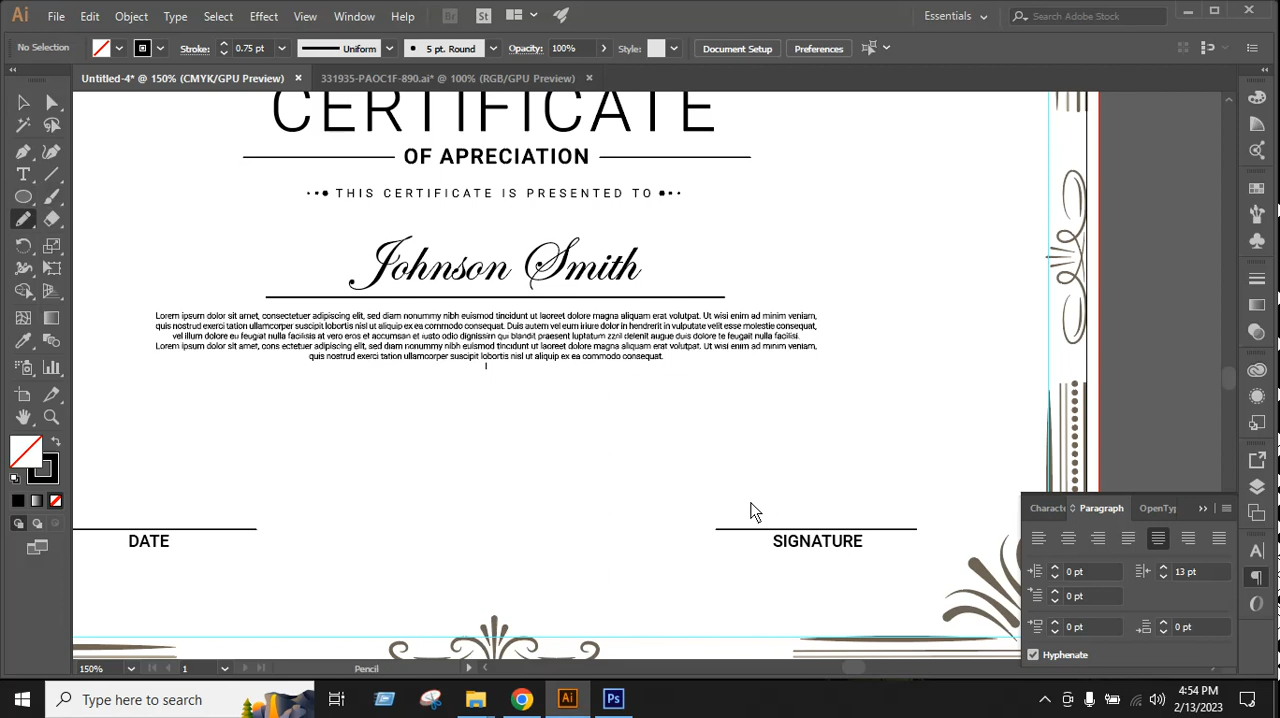 Ai File Edit Object Type Select Effect View Window Help Br St Essentials Search Adobe Stock
No Selection Stroke: 0.75 pt Uniform 5 pt. Round Opacity: 100% Style: Document Setup Preferences
Untitled-4* @ 150% (CMYK/GPU Preview) 331935-PAOC1F-890.ai* @ 100% (RGB/GPU Preview)
CERTIFICATE
OF APRECIATION
THIS CERTIFICATE IS PRESENTED TO
Johnson Smith
Lorem ipsum dolor sit amet, consectetuer adipiscing elit, sed diam nonummy nibh euismod tincidunt ut laoreet dolore magna aliquam erat volutpat. Ut wisi enim ad minim veniam,
quis nostrud exerci tation ullamcorper suscipit lobortis nisl ut aliquip ex ea commodo consequat. Duis autem vel eum iriure dolor in hendrerit in vulputate velit esse molestie consequat,
vel illum dolore eu feugiat nulla facilisis at vero eros et accumsan et iusto odio dignissim qui blandit praesent luptatum zzril delenit augue duis dolore te feugait nulla facilisi.
Lorem ipsum dolor sit amet, cons ectetuer adipiscing elit, sed diam nonummy nibh euismod tincidunt ut laoreet dolore magna aliquam erat volutpat. Ut wisi enim ad minim veniam,
quis nostrud exerci tation ullamcorper suscipit lobortis nisl ut aliquip ex ea commodo consequat.
l
DATE SIGNATURE
Characte Paragraph OpenTyp
0 pt 13 pt
0 pt
0 pt 0 pt
Hyphenate
150% 1 Pencil
Type here to search Ai Ps 4:54 PM
2/13/2023